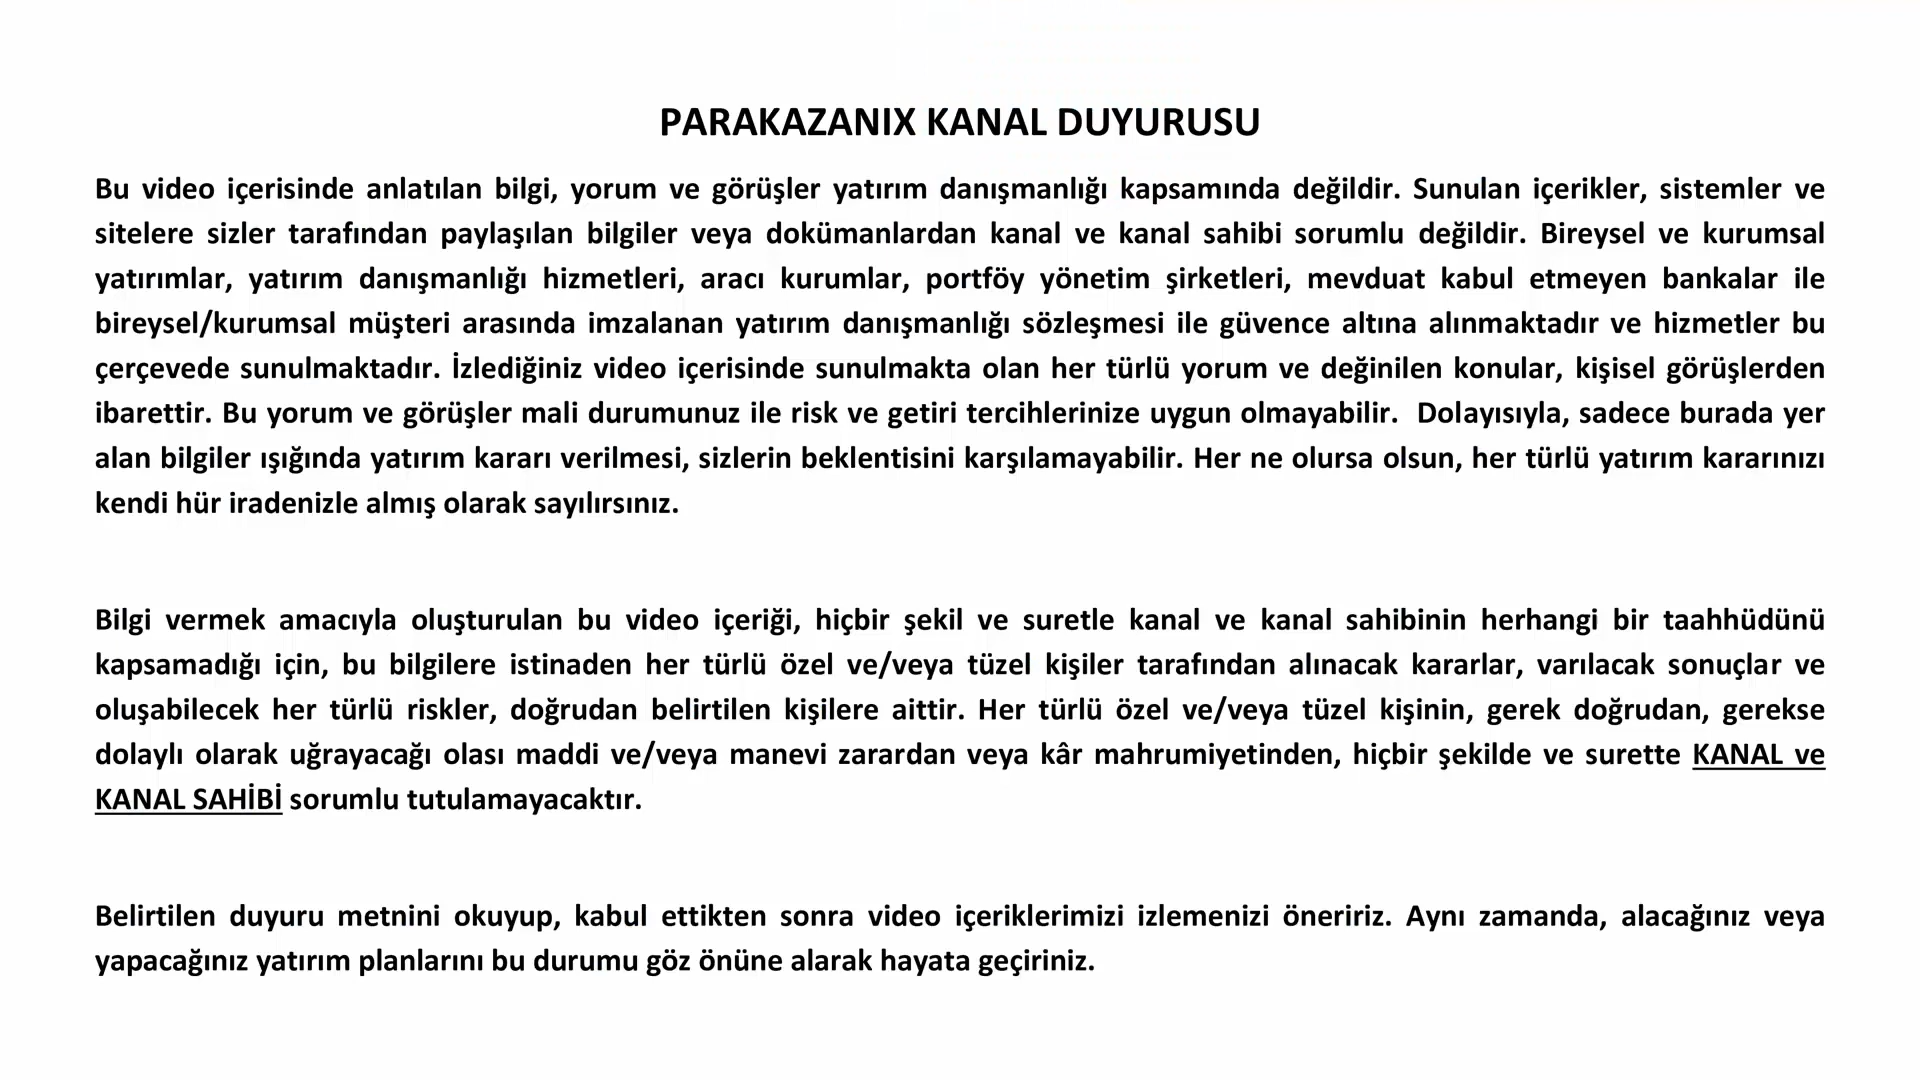 PARAKAZANIX KANAL DUYURUSU
Bu video içerisinde anlatılan bilgi, yorum ve görüşler yatırım danışmanlığı kapsamında değildir. Sunulan içerikler, sistemler ve
sitelere sizler tarafından paylaşılan bilgiler veya dokümanlardan kanal ve kanal sahibi sorumlu değildir. Bireysel ve kurumsal
yatırımlar, yatırım danışmanlığı hizmetleri, aracı kurumlar, portföy yönetim şirketleri, mevduat kabul etmeyen bankalar ile
bireysel/kurumsal müşteri arasında imzalanan yatırım danışmanlığı sözleşmesi ile güvence altına alınmaktadır ve hizmetler bu
çerçevede sunulmaktadır. İzlediğiniz video içerisinde sunulmakta olan her türlü yorum ve değinilen konular, kişisel görüşlerden
ibarettir. Bu yorum ve görüşler mali durumunuz ile risk ve getiri tercihlerinize uygun olmayabilir. Dolayısıyla, sadece burada yer
alan bilgiler ışığında yatırım kararı verilmesi, sizlerin beklentisini karşılamayabilir. Her ne olursa olsun, her türlü yatırım kararınızı
kendi hür iradenizle almış olarak sayılırsınız.
Bilgi vermek amacıyla oluşturulan bu video içeriği, hiçbir şekil ve suretle kanal ve kanal sahibinin herhangi bir taahhüdünü
kapsamadığı için, bu bilgilere istinaden her türlü özel ve/veya tüzel kişiler tarafından alınacak kararlar, varılacak sonuçlar ve
oluşabilecek her türlü riskler, doğrudan belirtilen kişilere aittir. Her türlü özel ve/veya tüzel kişinin, gerek doğrudan, gerekse
dolaylı olarak uğrayacağı olası maddi ve/veya manevi zarardan veya kâr mahrumiyetinden, hiçbir şekilde ve surette KANAL ve
KANAL SAHİBİ sorumlu tutulamayacaktır.
Belirtilen duyuru metnini okuyup, kabul ettikten sonra video içeriklerimizi izlemenizi öneririz. Aynı zamanda, alacağınız veya
yapacağınız yatırım planlarını bu durumu göz önüne alarak hayata geçiriniz.